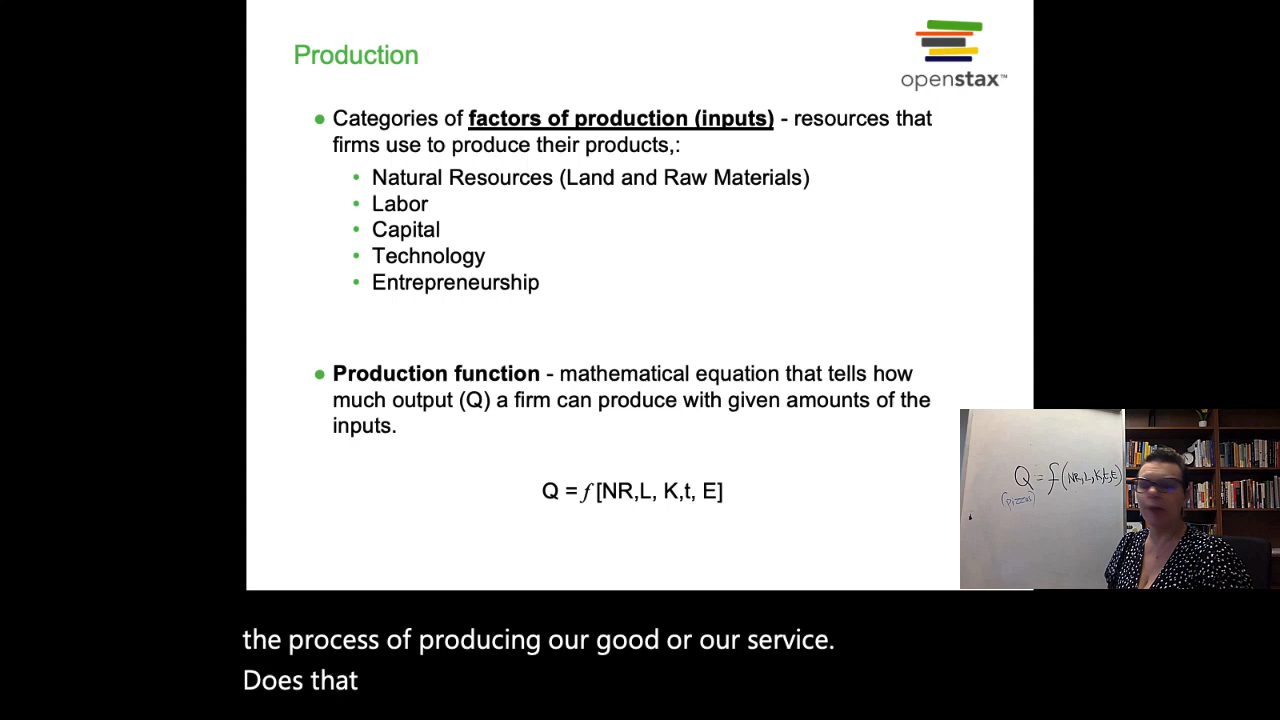 Production
openstax™
● Categories of factors of production (inputs) - resources that
firms use to produce their products,:
• Natural Resources (Land and Raw Materials)
• Labor
• Capital
• Technology
• Entrepreneurship
● Production function - mathematical equation that tells how
much output (Q) a firm can produce with given amounts of the
inputs.
Q = f [NR,L, K,t, E]
Q = f(NR,L,K,t,E)
(pizzas)
the process of producing our good or our service.
Does that